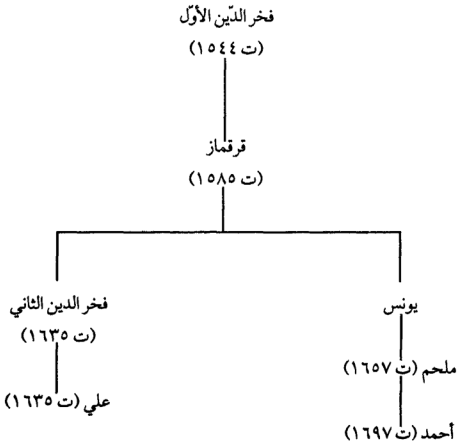 فخر الدّين الأوّل
(ت ١٥٤٤)
قرقماز
(ت ١٥٨٥)
يونس
فخر الدين الثاني
(ت ١٦٣٥)
ملحم (ت ١٦٥٧)
علي (ت ١٦٣٥)
أحمد (ت ١٦٩٧)